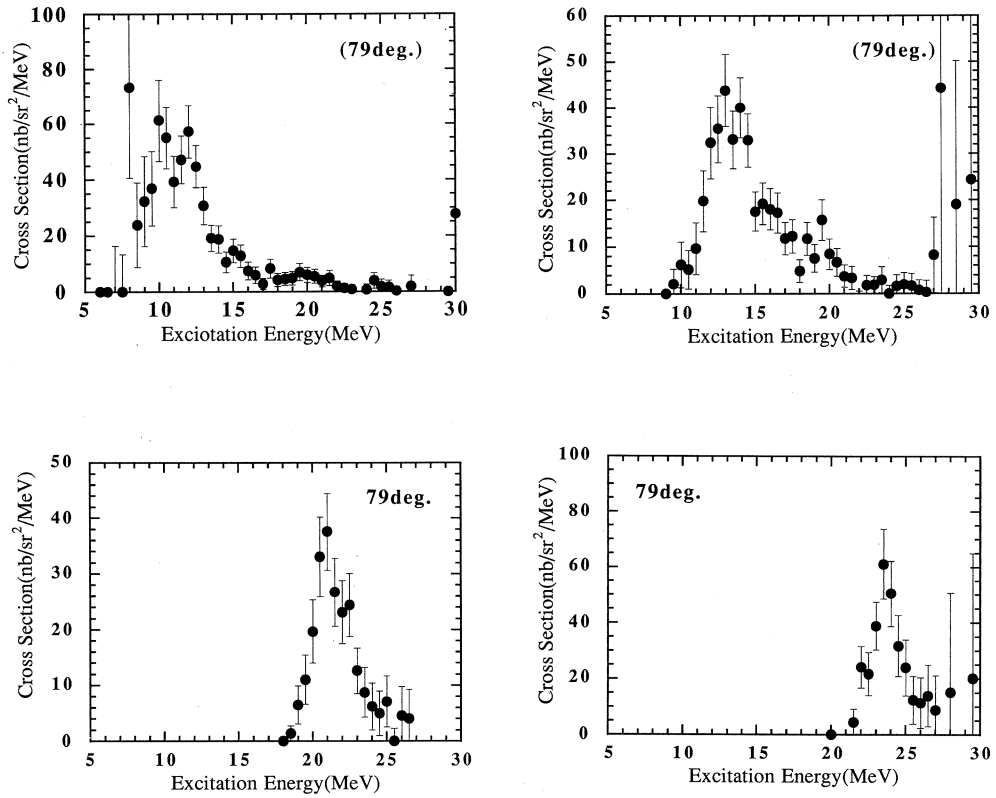 100
80
60
40
20
0
Cross Section(nb/sr²/MeV)
(79deg.)
5 10 15 20 25 30
Exciotation Energy(MeV)
60
50
40
30
20
10
0
Cross Section(nb/sr²/MeV)
(79deg.)
5 10 15 20 25 30
Excitation Energy(MeV)
50
40
30
20
10
0
Cross Section(nb/sr²/MeV)
79deg.
5 10 15 20 25 30
Excitation Energy(MeV)
100
80
60
40
20
0
Cross Section(nb/sr²/MeV)
79deg.
5 10 15 20 25 30
Excitation Energy(MeV)